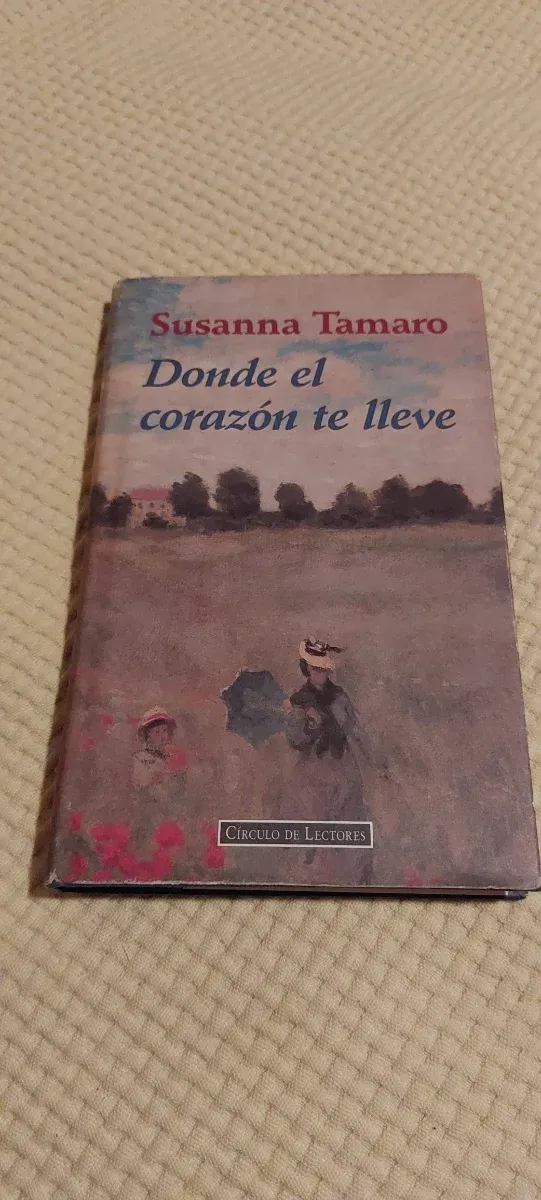 Susanna Tamaro
Donde el
corazón te lleve
CÍRCULO DE LECTORES